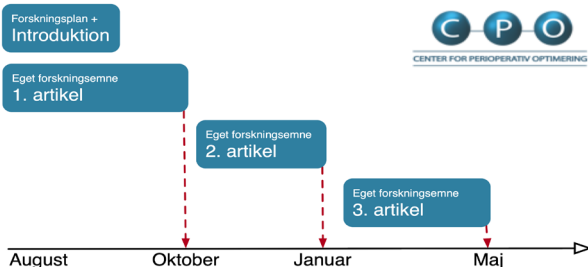 Forskningsplan +
Introduktion
C P O
CENTER FOR PERIOPERATIV OPTIMERING
Eget forskningsemne
1. artikel
Eget forskningsemne
2. artikel
Eget forskningsemne
3. artikel
August Oktober Januar Maj